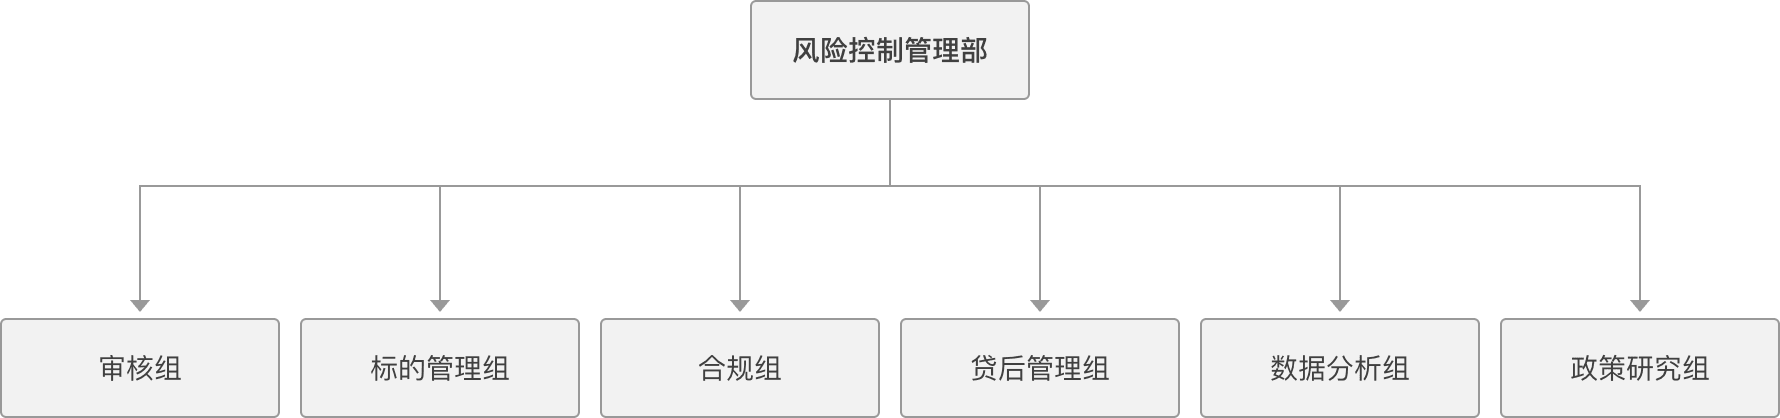 风险控制管理部
审核组
标的管理组
合规组
贷后管理组
数据分析组
政策研究组